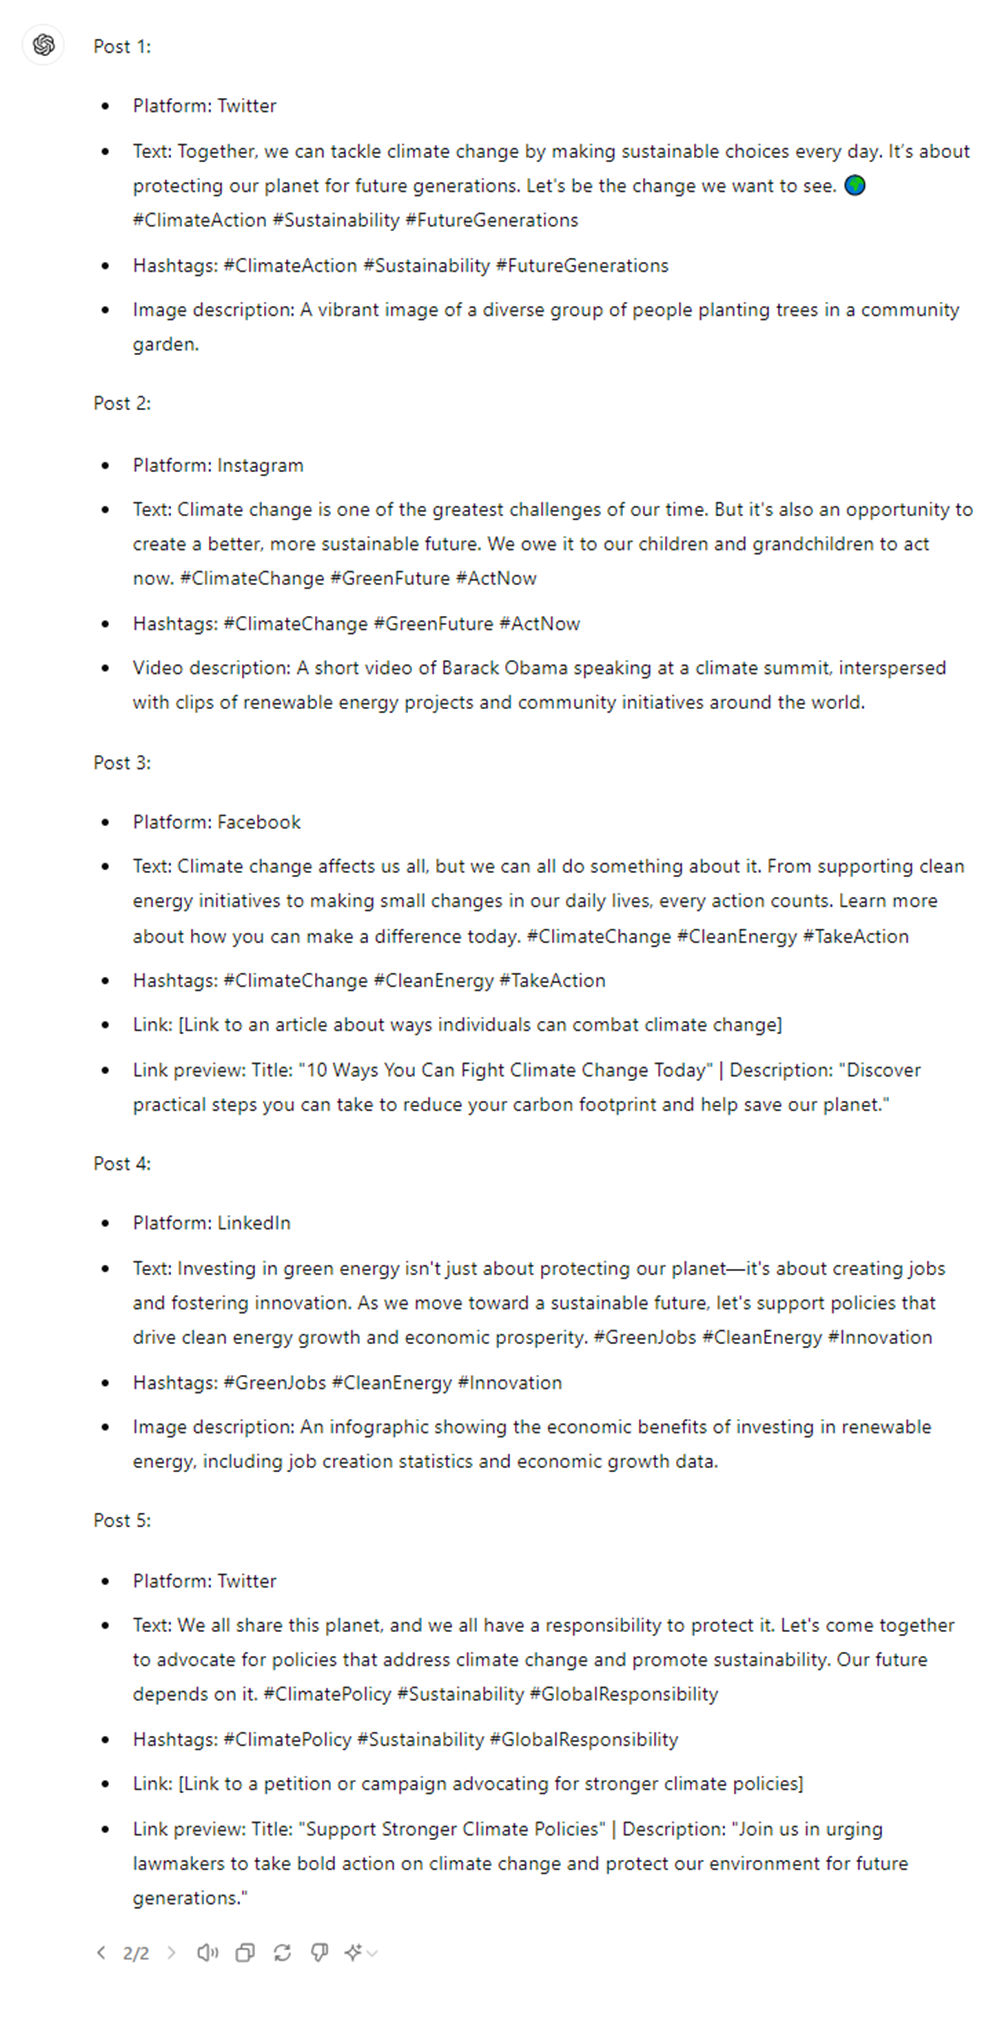 Post 1:
Platform: Twitter
Text: Together, we can tackle climate change by making sustainable choices every day. It's about
protecting our planet for future generations. Let's be the change we want to see. 🌍
#ClimateAction #Sustainability #FutureGenerations
Hashtags: #ClimateAction #Sustainability #FutureGenerations
Image description: A vibrant image of a diverse group of people planting trees in a community
garden.
Post 2:
Platform: Instagram
Text: Climate change is one of the greatest challenges of our time. But it's also an opportunity to
create a better, more sustainable future. We owe it to our children and grandchildren to act
now. #ClimateChange #GreenFuture #ActNow
Hashtags: #ClimateChange #GreenFuture #ActNow
Video description: A short video of Barack Obama speaking at a climate summit, interspersed
with clips of renewable energy projects and community initiatives around the world.
Post 3:
Platform: Facebook
Text: Climate change affects us all, but we can all do something about it. From supporting clean
energy initiatives to making small changes in our daily lives, every action counts. Learn more
about how you can make a difference today. #ClimateChange #CleanEnergy #TakeAction
Hashtags: #ClimateChange #CleanEnergy #TakeAction
Link: [Link to an article about ways individuals can combat climate change]
Link preview: Title: "10 Ways You Can Fight Climate Change Today" | Description: "Discover
practical steps you can take to reduce your carbon footprint and help save our planet."
Post 4:
Platform: LinkedIn
Text: Investing in green energy isn't just about protecting our planet—it's about creating jobs
and fostering innovation. As we move toward a sustainable future, let's support policies that
drive clean energy growth and economic prosperity. #GreenJobs #CleanEnergy #Innovation
Hashtags: #GreenJobs #CleanEnergy #Innovation
Image description: An infographic showing the economic benefits of investing in renewable
energy, including job creation statistics and economic growth data.
Post 5:
Platform: Twitter
Text: We all share this planet, and we all have a responsibility to protect it. Let's come together
to advocate for policies that address climate change and promote sustainability. Our future
depends on it. #ClimatePolicy #Sustainability #GlobalResponsibility
Hashtags: #ClimatePolicy #Sustainability #GlobalResponsibility
Link: [Link to a petition or campaign advocating for stronger climate policies]
Link preview: Title: "Support Stronger Climate Policies" | Description: "Join us in urging
lawmakers to take bold action on climate change and protect our environment for future
generations."
2/2